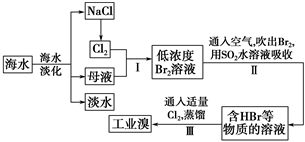 NaCl
海水
海水
淡化
Cl₂
母液
淡水
Ⅰ
低浓度
Br₂溶液
通入空气,吹出Br₂,
用SO₂水溶液吸收
Ⅱ
通入适量
Cl₂,蒸馏
Ⅲ
工业溴
含HBr等
物质的溶液